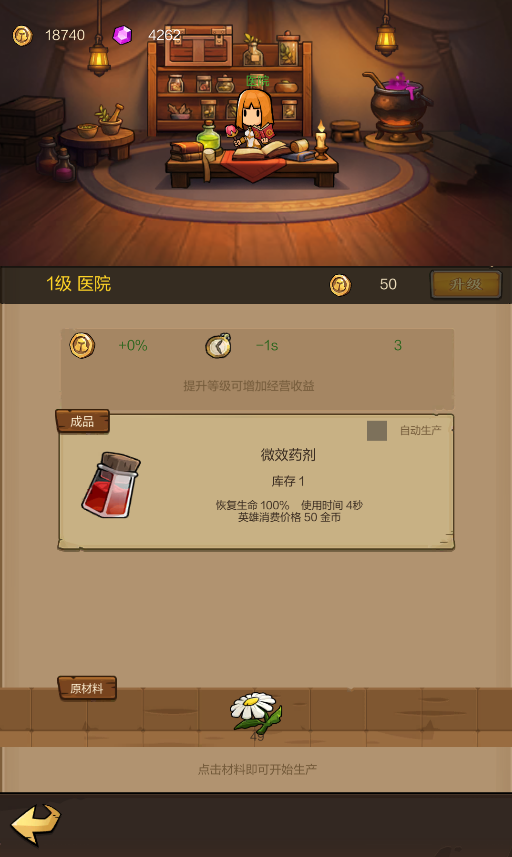 18740 4262
1级 医院 50 升级
+0% −1s 3
提升等级可增加经营收益
成品
自动生产
微效药剂
库存 1
恢复生命 100% 使用时间 4秒
英雄消费价格 50 金币
原材料
49
点击材料即可开始生产